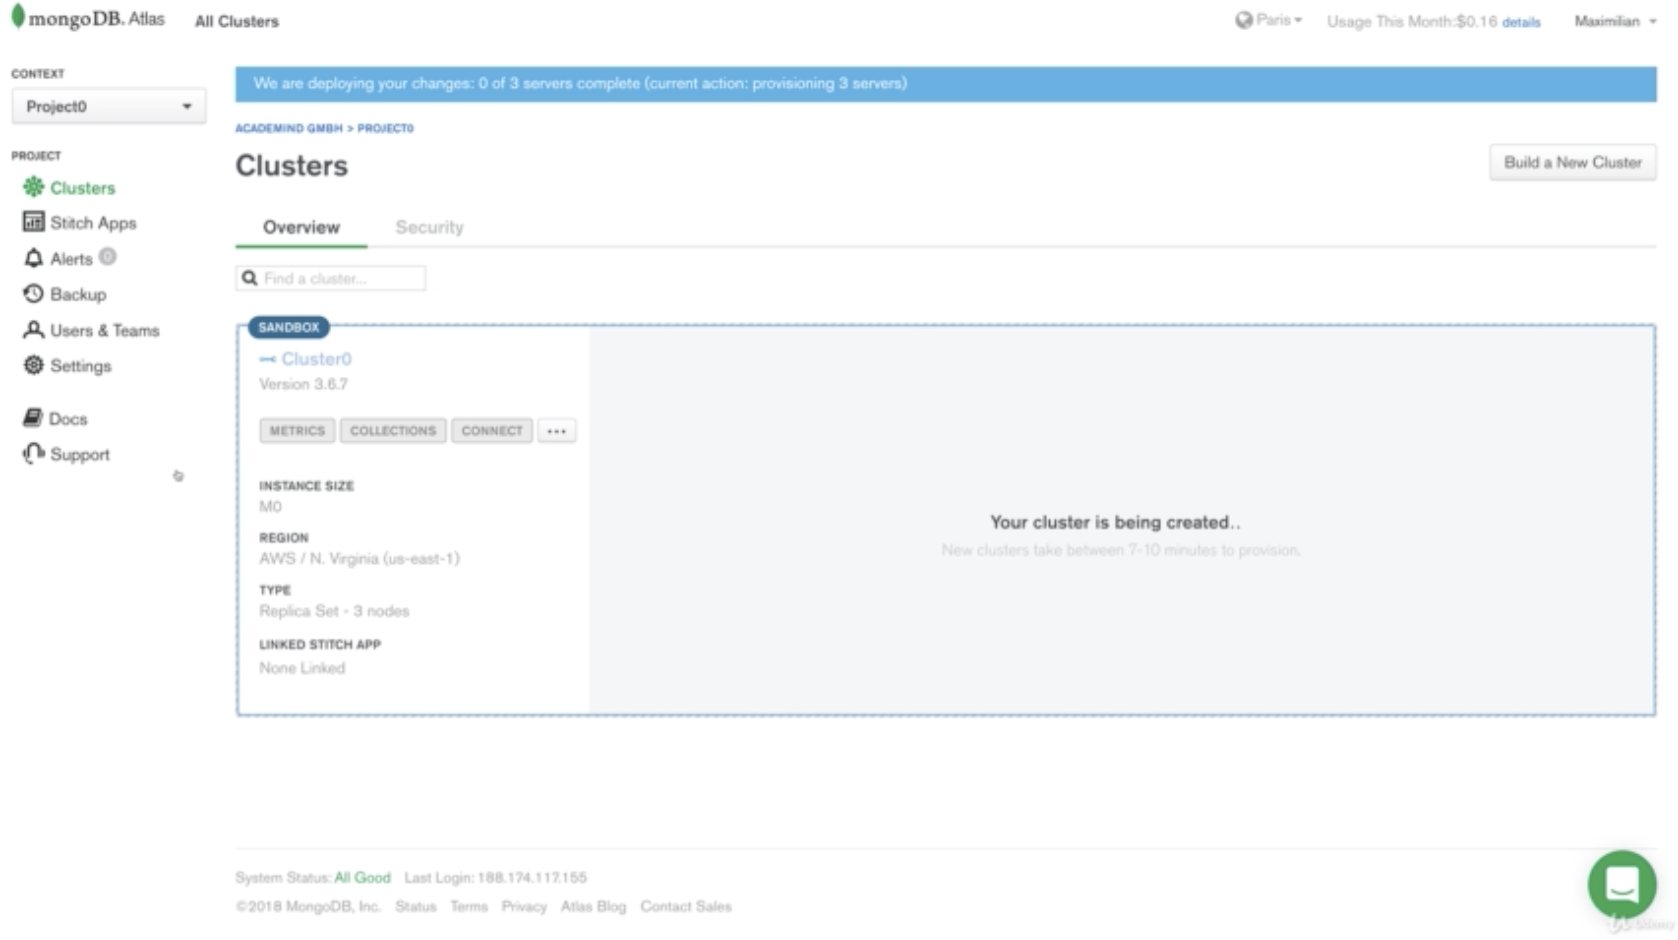 mongoDB. Atlas All Clusters Paris Usage This Month:$0.16 details Maximilian
CONTEXT
Project0
PROJECT
Clusters
Stitch Apps
Alerts 0
Backup
Users & Teams
Settings
Docs
Support
We are deploying your changes: 0 of 3 servers complete (current action: provisioning 3 servers)
ACADEMIND GMBH > PROJECT0
Clusters
Build a New Cluster
Overview Security
Find a cluster...
SANDBOX
Cluster0
Version 3.6.7
METRICS COLLECTIONS CONNECT ...
INSTANCE SIZE
M0
REGION
AWS / N. Virginia (us-east-1)
TYPE
Replica Set - 3 nodes
LINKED STITCH APP
None Linked
Your cluster is being created..
New clusters take between 7-10 minutes to provision.
System Status: All Good Last Login: 188.174.117.155
©2018 MongoDB, Inc. Status Terms Privacy Atlas Blog Contact Sales
Udemy